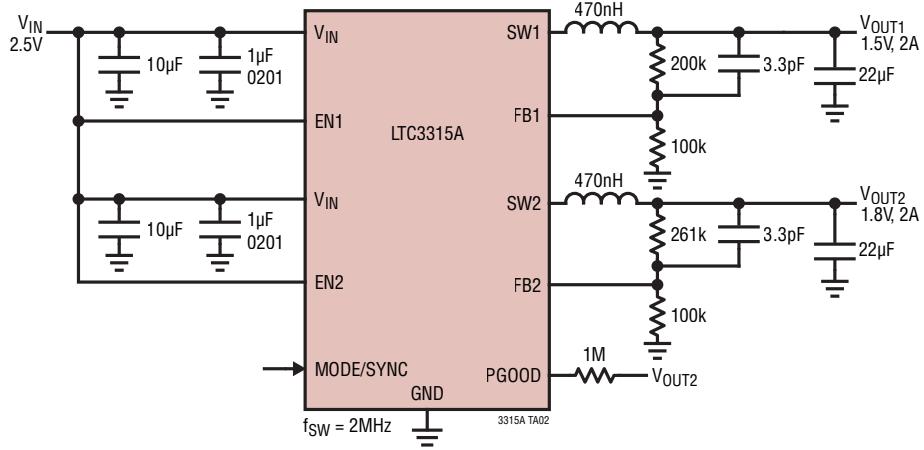 VIN
2.5V
10µF
1µF
0201
10µF
1µF
0201
VIN
EN1
VIN
EN2
MODE/SYNC
LTC3315A
SW1
FB1
SW2
FB2
PGOOD
GND
fSW = 2MHz
3315A TA02
470nH
200k
3.3pF
100k
VOUT1
1.5V, 2A
22µF
470nH
261k
3.3pF
100k
VOUT2
1.8V, 2A
22µF
1M
VOUT2